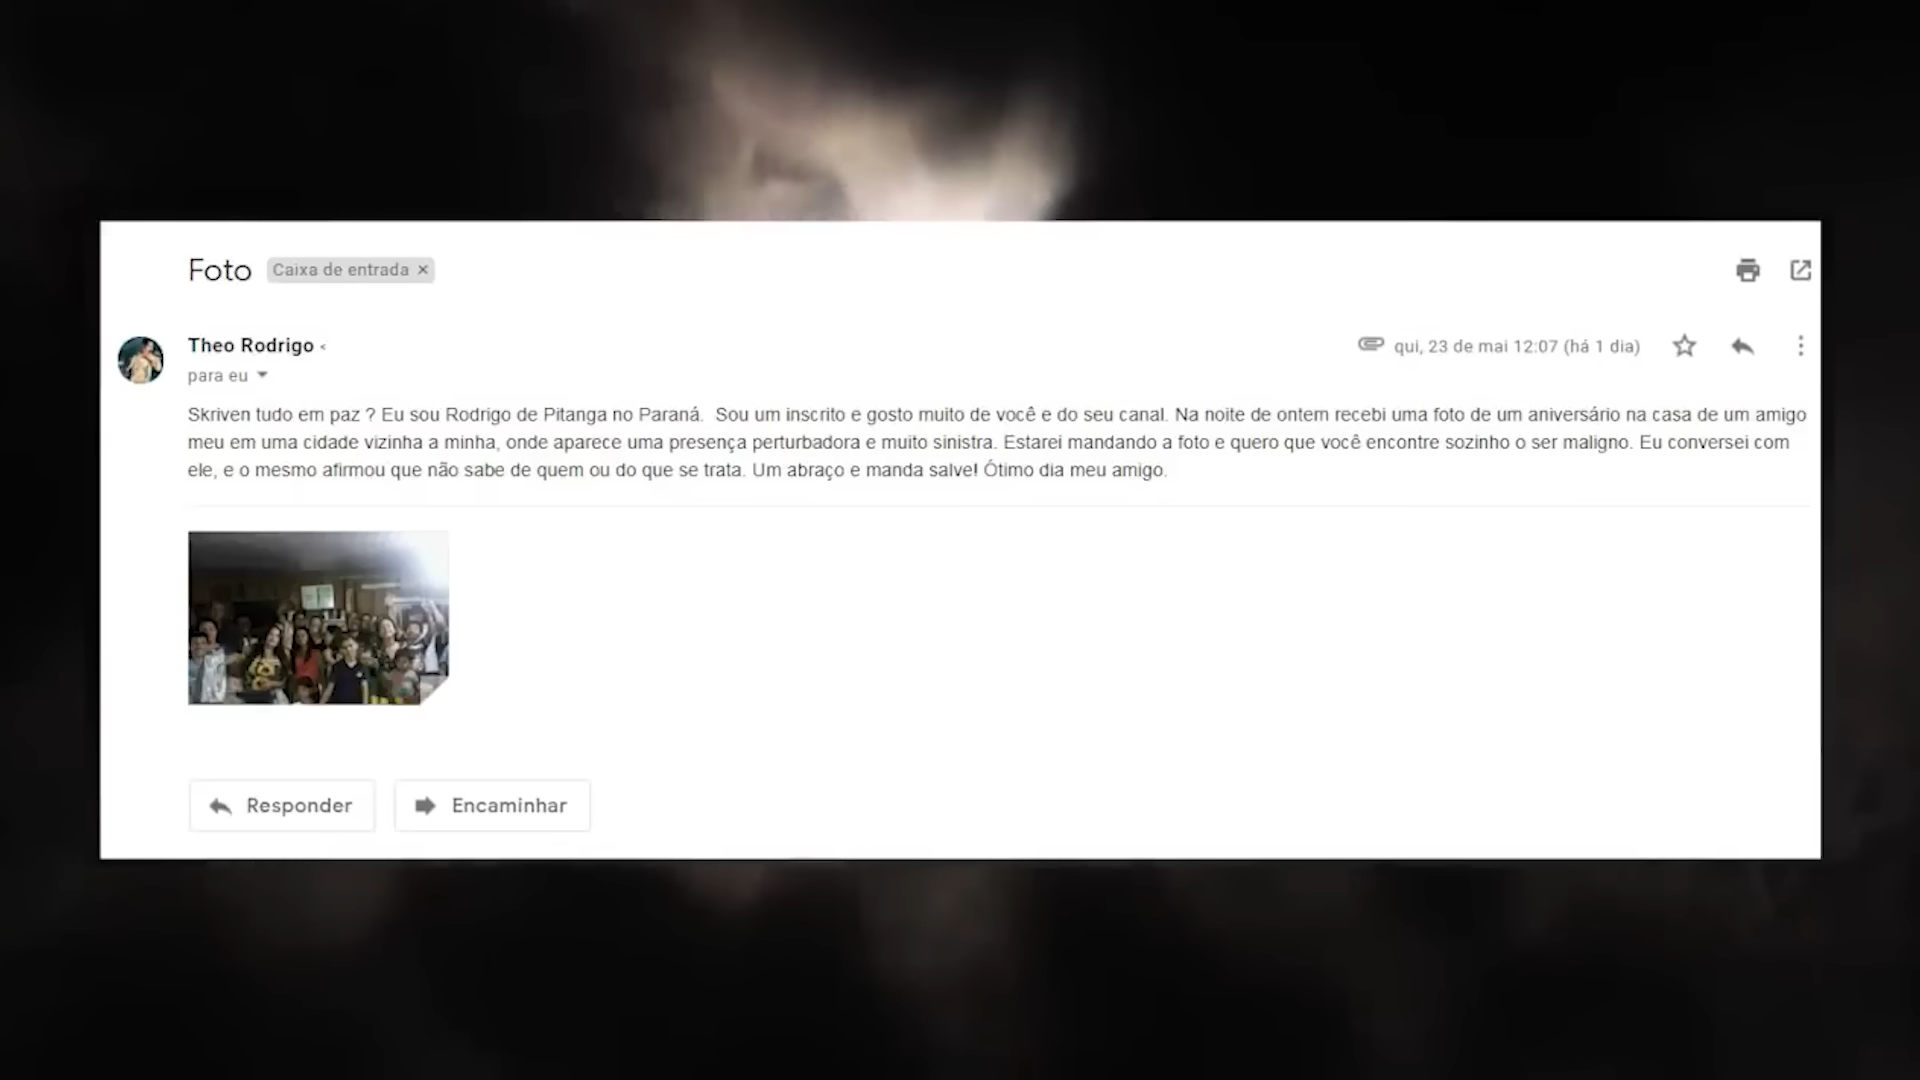 Foto Caixa de entrada ×
Theo Rodrigo <
qui, 23 de mai 12:07 (há 1 dia)
para eu
Skriven tudo em paz ? Eu sou Rodrigo de Pitanga no Paraná.  Sou um inscrito e gosto muito de você e do seu canal. Na noite de ontem recebi uma foto de um aniversário na casa de um amigo
meu em uma cidade vizinha a minha, onde aparece uma presença perturbadora e muito sinistra. Estarei mandando a foto e quero que você encontre sozinho o ser maligno. Eu conversei com
ele, e o mesmo afirmou que não sabe de quem ou do que se trata. Um abraço e manda salve! Ótimo dia meu amigo.
Responder
Encaminhar